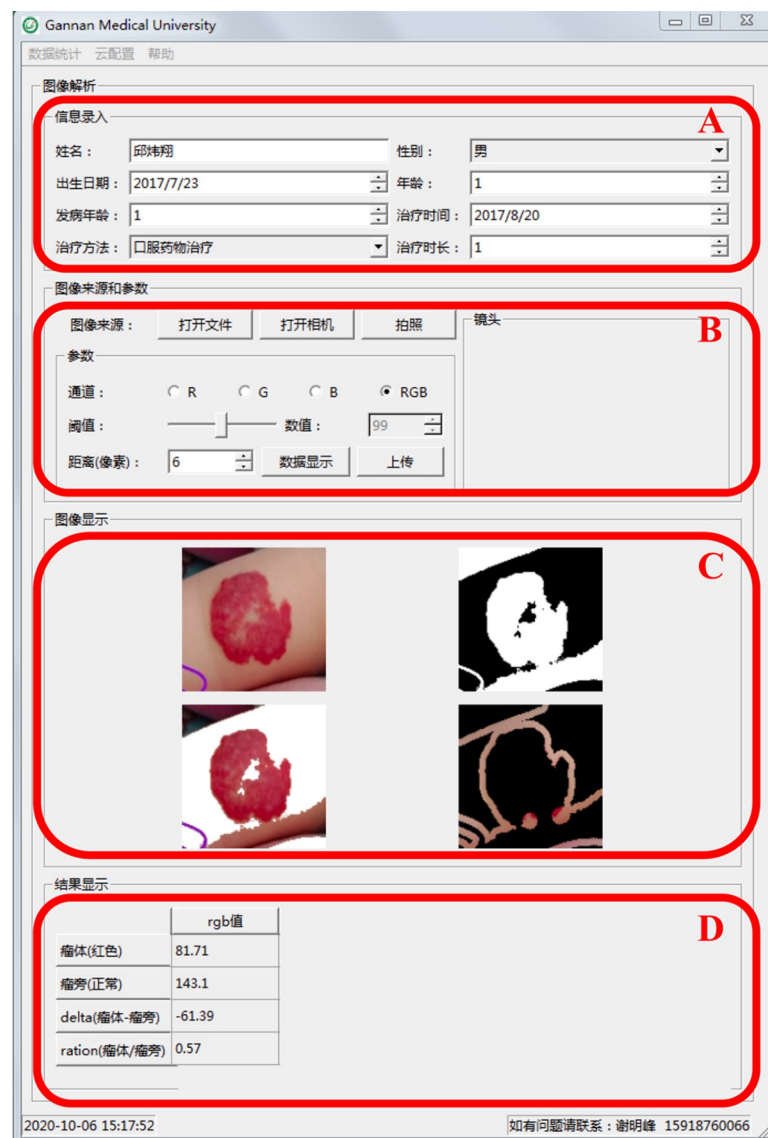 Gannan Medical University
数据统计 云配置 帮助
图像解析
信息录入 A
姓名： 邱炜翔 性别： 男
出生日期： 2017/7/23 年龄： 1
发病年龄： 1 治疗时间： 2017/8/20
治疗方法： 口服药物治疗 治疗时长： 1
图像来源和参数
图像来源： 打开文件 打开相机 拍照 镜头 B
参数
通道： R G B RGB
阈值： 数值： 99
距离(像素)： 6 数据显示 上传
图像显示
C
结果显示
rgb值 D
瘤体(红色) 81.71
瘤旁(正常) 143.1
delta(瘤体-瘤旁) -61.39
ration(瘤体/瘤旁) 0.57
2020-10-06 15:17:52 如有问题请联系：谢明峰 15918760066